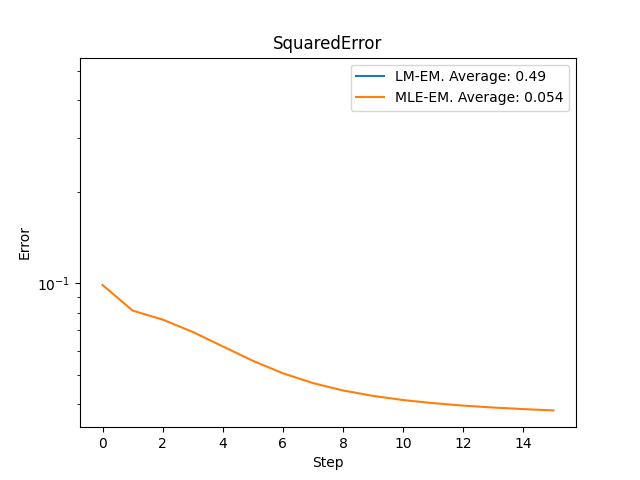 SquaredError
LM-EM. Average: 0.49
MLE-EM. Average: 0.054
Error
10⁻¹
0 2 4 6 8 10 12 14
Step